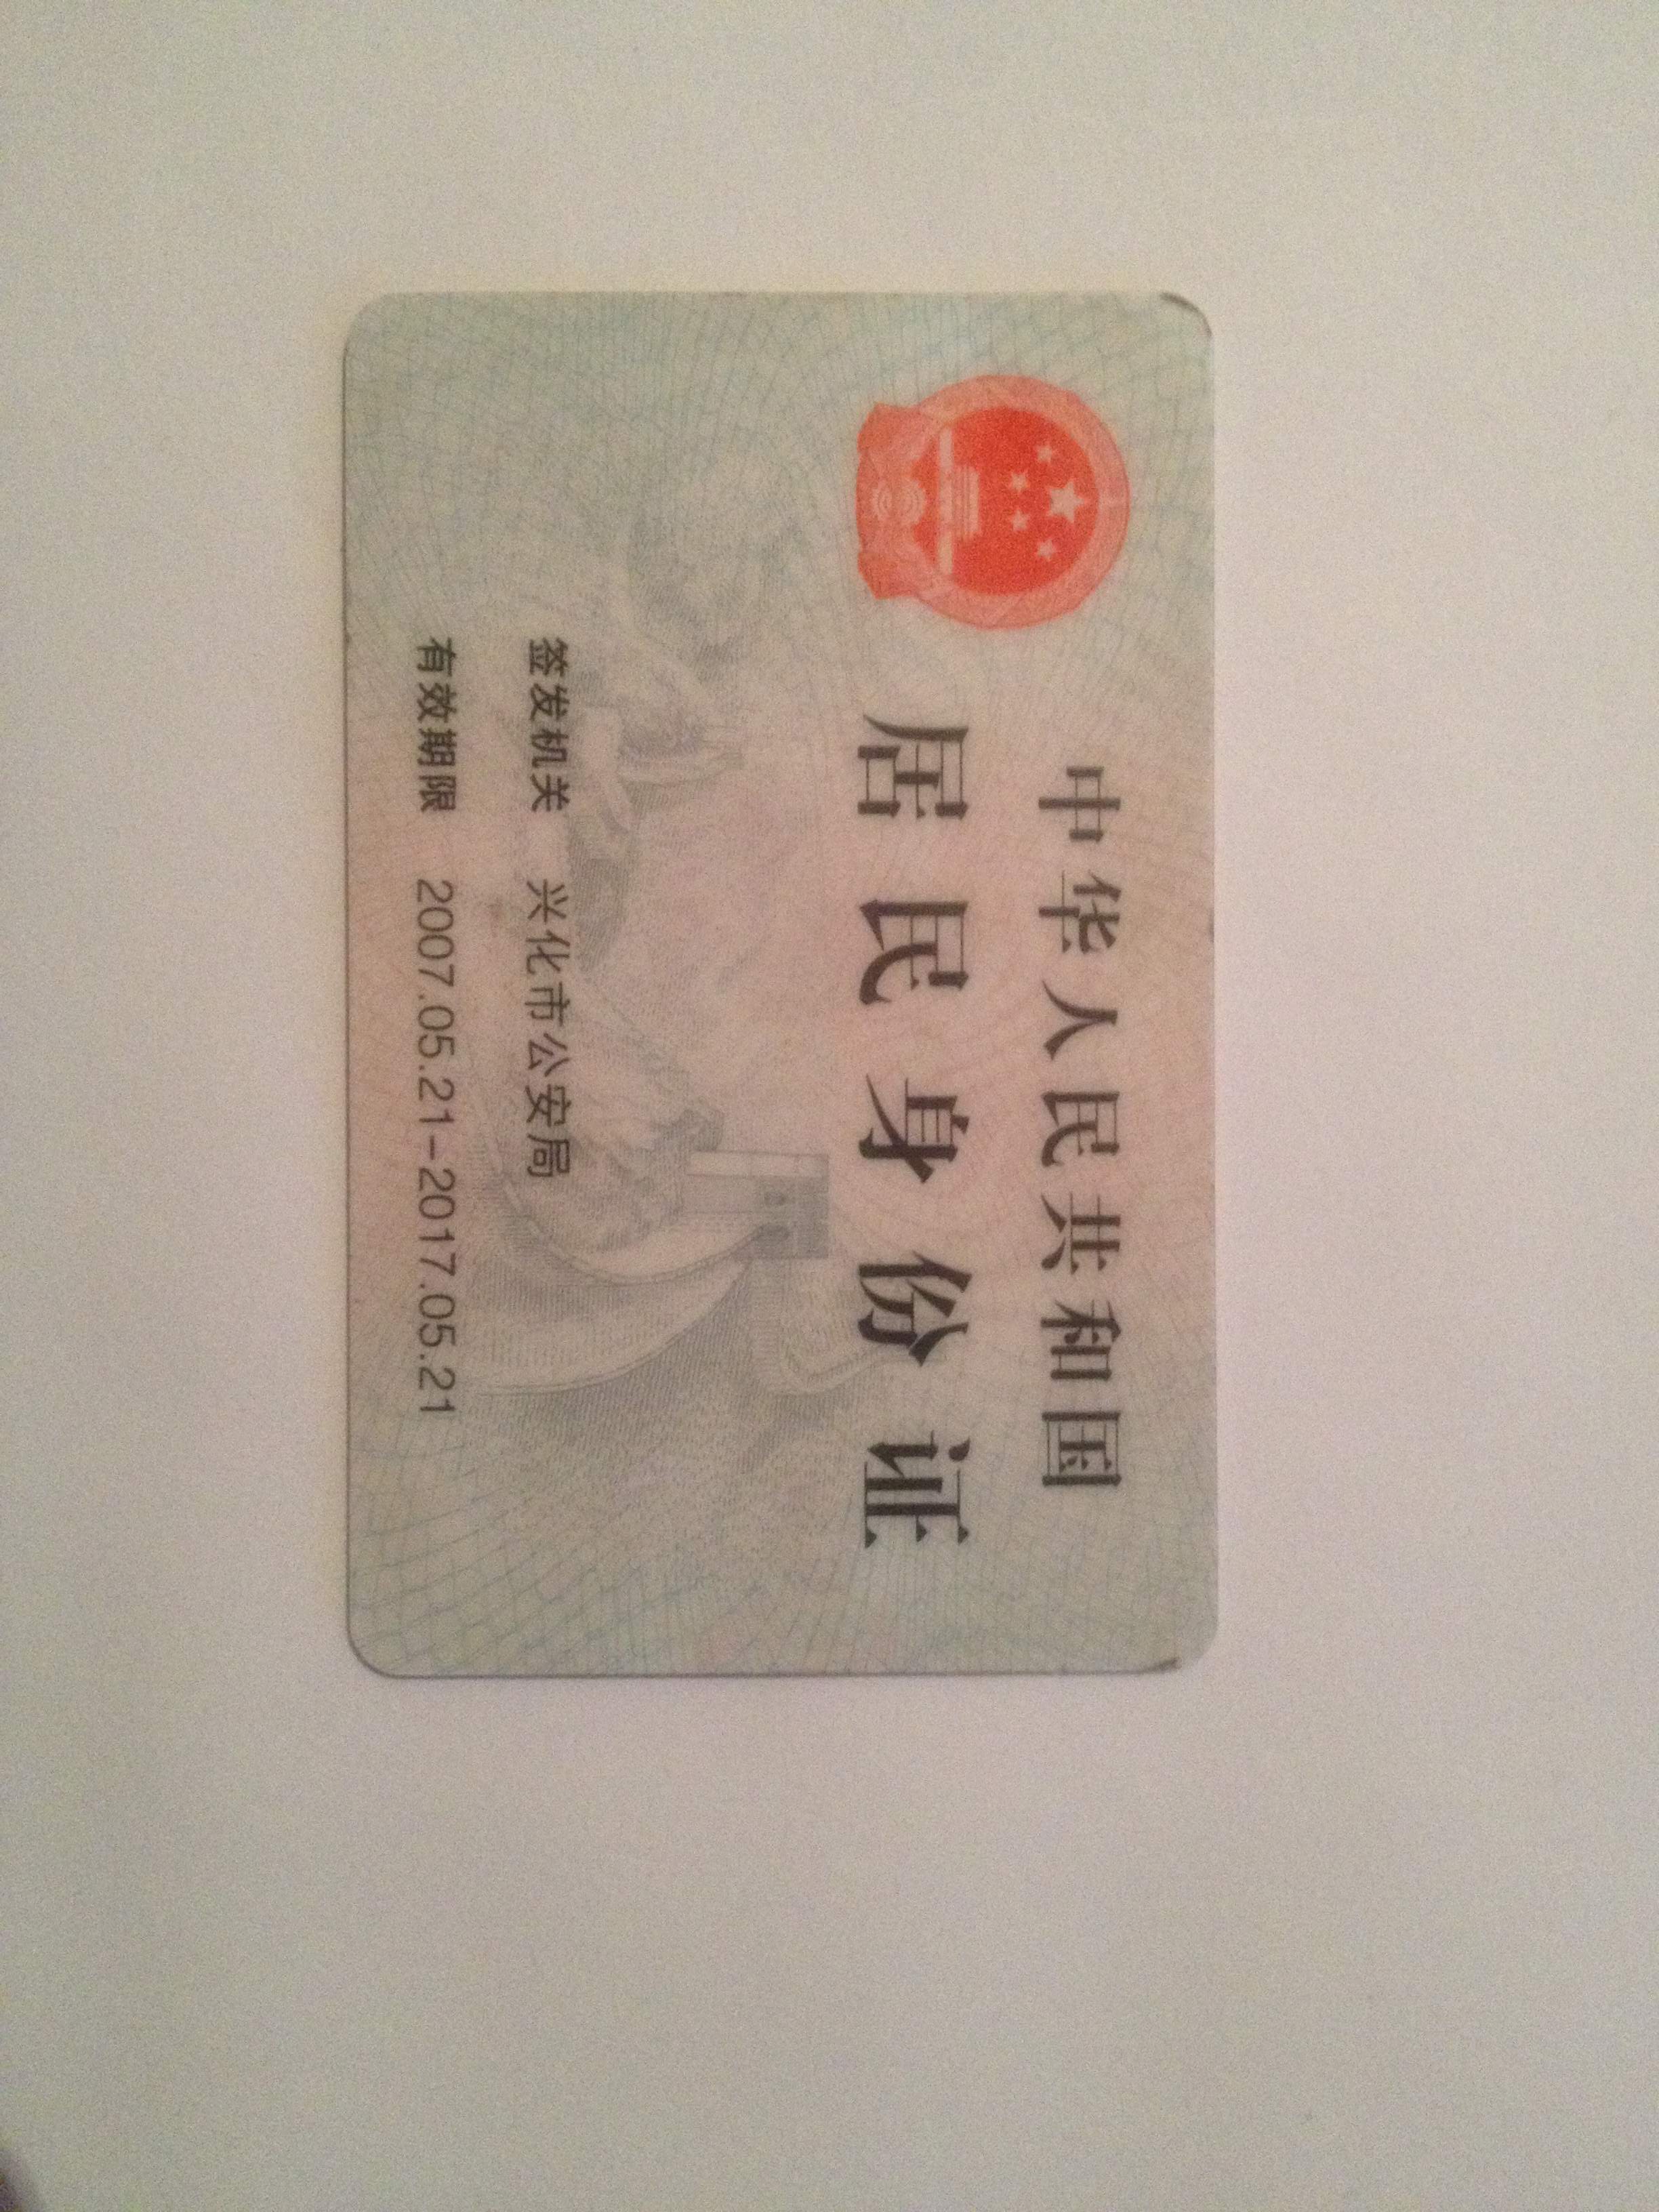 中华人民共和国
居民身份证
签发机关 兴化市公安局
有效期限 2007.05.21-2017.05.21